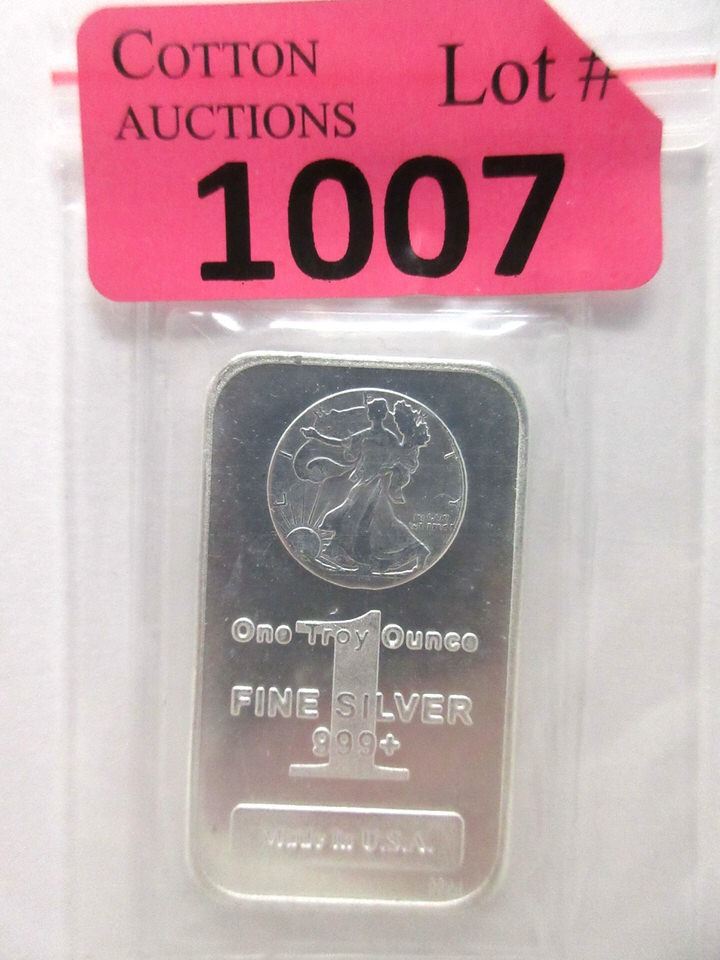 COTTON AUCTIONS
Lot #
1007
LIBERTY
One Troy Ounce
1
FINE SILVER
999+
Made in U.S.A.